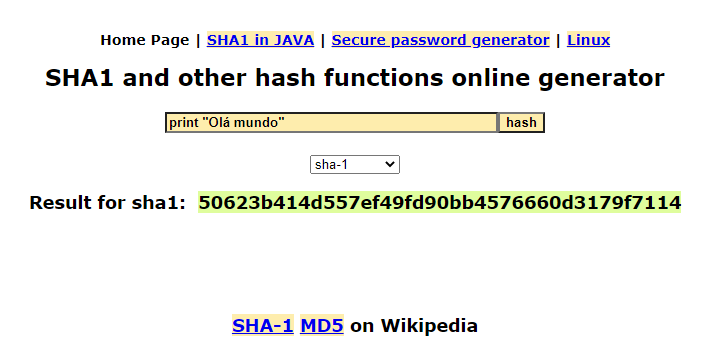 Home Page | SHA1 in JAVA | Secure password generator | Linux
SHA1 and other hash functions online generator
print "Olá mundo" hash
sha-1
Result for sha1: 50623b414d557ef49fd90bb4576660d3179f7114
SHA-1 MD5 on Wikipedia